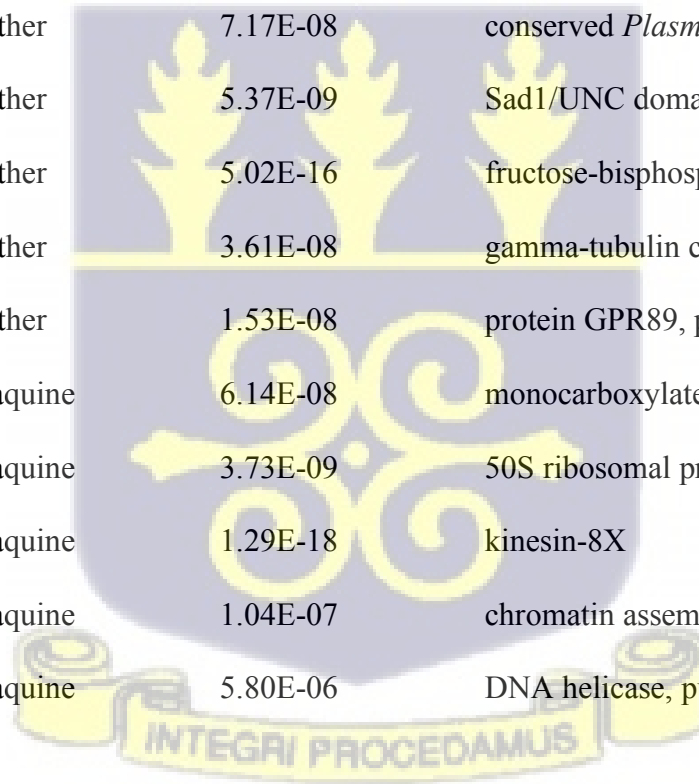 ther 7.17E-08 conserved Plasm
ther 5.37E-09 Sad1/UNC doma
ther 5.02E-16 fructose-bisphosp
ther 3.61E-08 gamma-tubulin c
ther 1.53E-08 protein GPR89, p
aquine 6.14E-08 monocarboxylate
aquine 3.73E-09 50S ribosomal pr
aquine 1.29E-18 kinesin-8X
aquine 1.04E-07 chromatin assem
aquine 5.80E-06 DNA helicase, pu
INTEGRI PROCEDAMUS